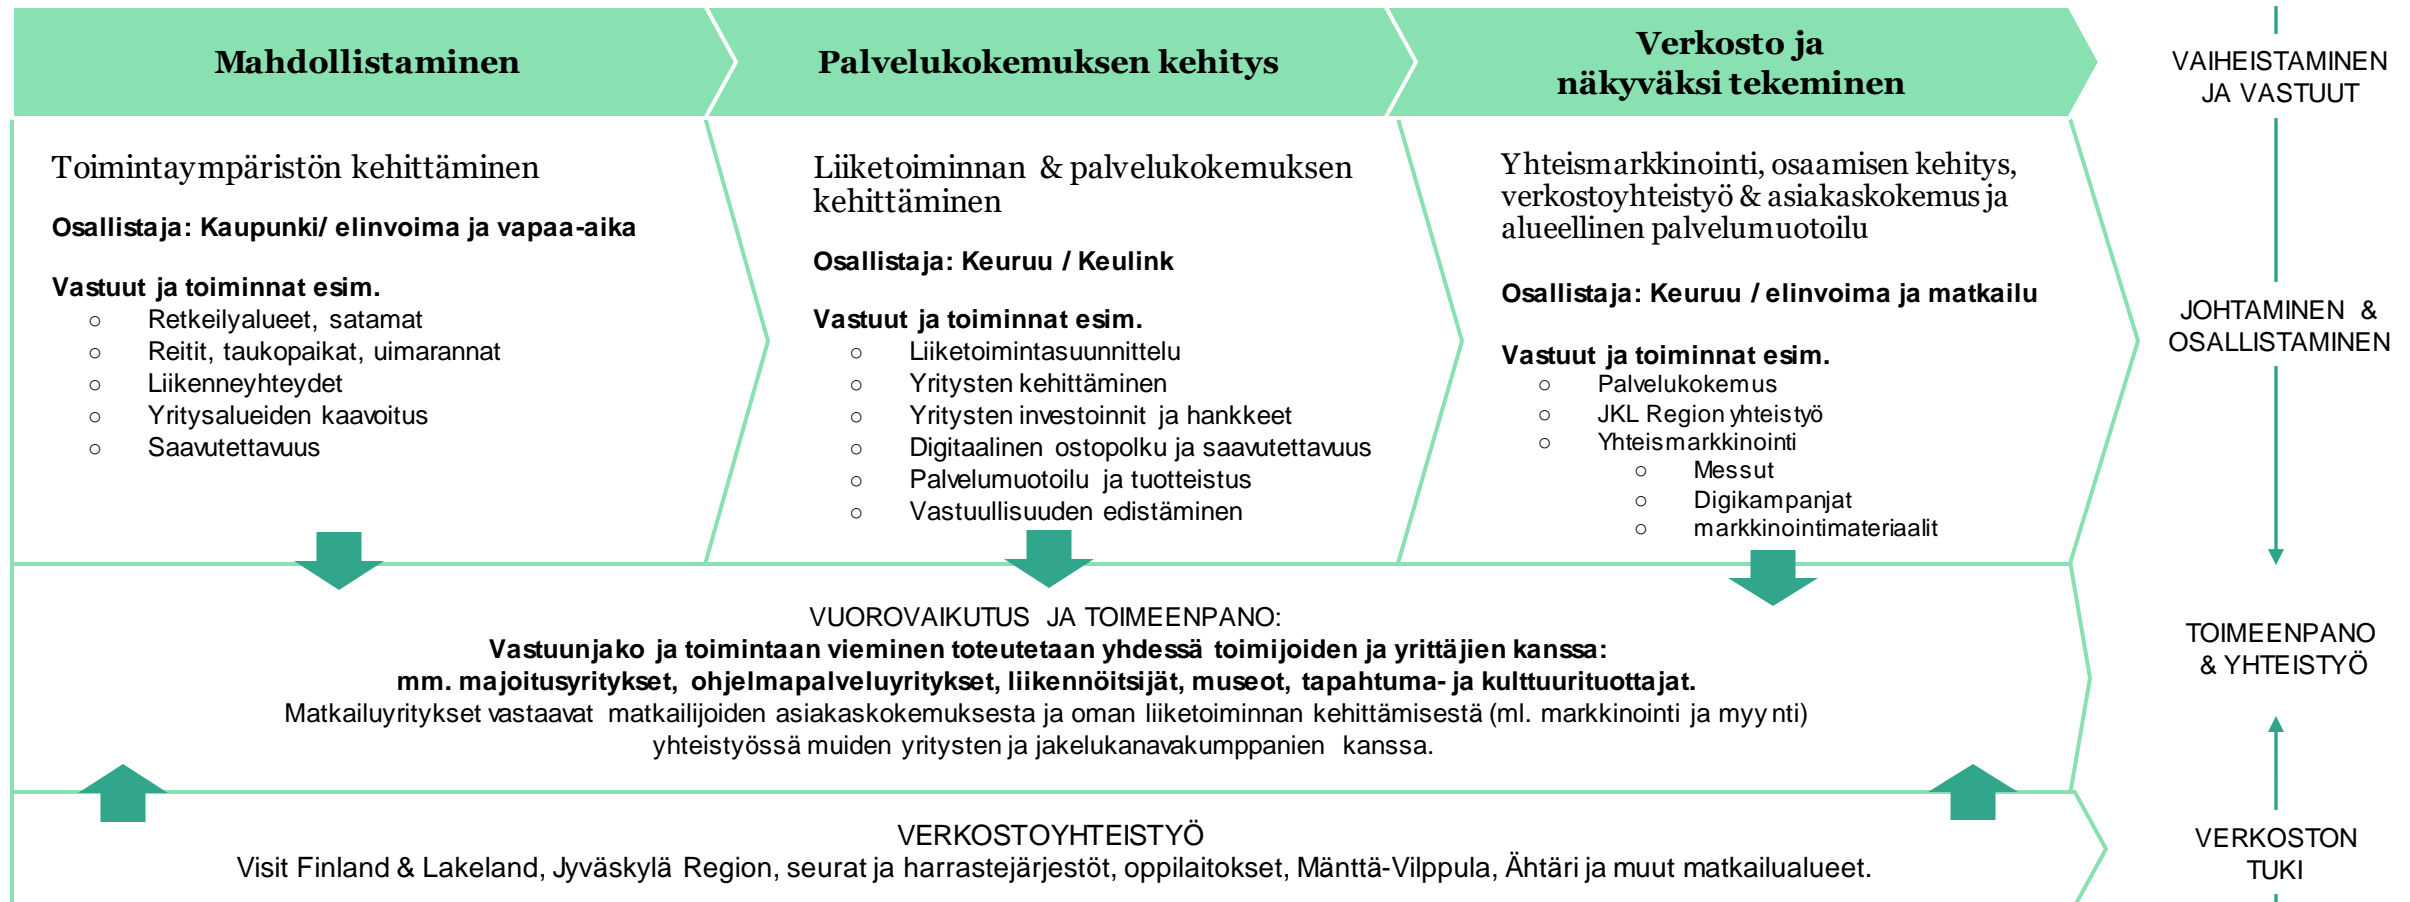 Mahdollistaminen
Palvelukokemuksen kehitys
Verkosto ja
näkyväksi tekeminen
VAIHEISTAMINEN
JA VASTUUT
Toimintaympäristön kehittäminen
Osallistaja: Kaupunki/ elinvoima ja vapaa-aika
Vastuut ja toiminnat esim.
○ Retkeilyalueet, satamat
○ Reitit, taukopaikat, uimarannat
○ Liikenneyhteydet
○ Yritysalueiden kaavoitus
○ Saavutettavuus
Liiketoiminnan & palvelukokemuksen
kehittäminen
Osallistaja: Keuruu / Keulink
Vastuut ja toiminnat esim.
○ Liiketoimintasuunnittelu
○ Yritysten kehittäminen
○ Yritysten investoinnit ja hankkeet
○ Digitaalinen ostopolku ja saavutettavuus
○ Palvelumuotoilu ja tuotteistus
○ Vastuullisuuden edistäminen
Yhteismarkkinointi, osaamisen kehitys,
verkostoyhteistyö & asiakaskokemus ja
alueellinen palvelumuotoilu
Osallistaja: Keuruu / elinvoima ja matkailu
Vastuut ja toiminnat esim.
○ Palvelukokemus
○ JKL Region yhteistyö
○ Yhteismarkkinointi
○ Messut
○ Digikampanjat
○ markkinointimateriaalit
JOHTAMINEN &
OSALLISTAMINEN
VUOROVAIKUTUS JA TOIMEENPANO:
Vastuunjako ja toimintaan vieminen toteutetaan yhdessä toimijoiden ja yrittäjien kanssa:
mm. majoitusyritykset, ohjelmapalveluyritykset, liikennöitsijät, museot, tapahtuma- ja kulttuurituottajat.
Matkailuyritykset vastaavat matkailijoiden asiakaskokemuksesta ja oman liiketoiminnan kehittämisestä (ml. markkinointi ja myynti)
yhteistyössä muiden yritysten ja jakelukanavakumppanien kanssa.
TOIMEENPANO
& YHTEISTYÖ
VERKOSTOYHTEISTYÖ
Visit Finland & Lakeland, Jyväskylä Region, seurat ja harrastejärjestöt, oppilaitokset, Mänttä-Vilppula, Ähtäri ja muut matkailualueet.
VERKOSTON
TUKI